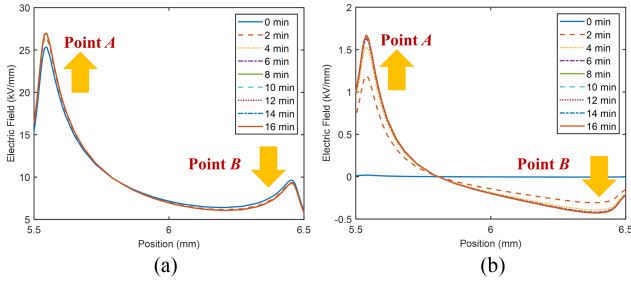 30
25
20
15
10
5
5.5
6
6.5
Electric Field (kV/mm)
Position (mm)
Point A
Point B
0 min
2 min
4 min
6 min
8 min
10 min
12 min
14 min
16 min
(a)
2
1.5
1
0.5
0
-0.5
5.5
6
6.5
Electric Field (kV/mm)
Position (mm)
Point A
Point B
0 min
2 min
4 min
6 min
8 min
10 min
12 min
14 min
16 min
(b)